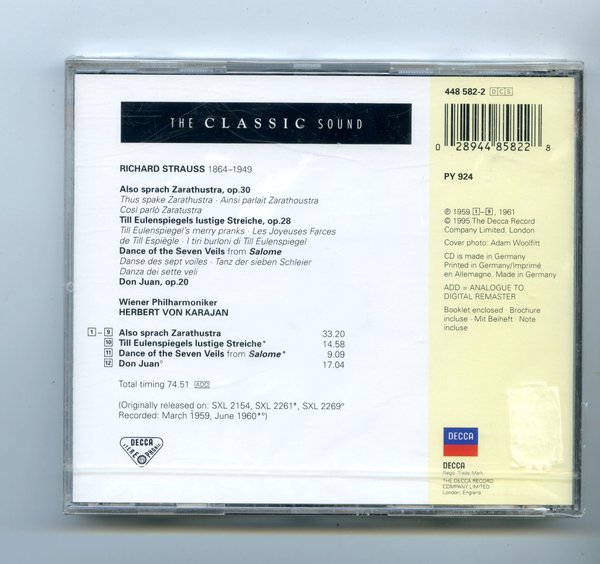 THE CLASSIC SOUND
RICHARD STRAUSS 1864–1949
Also sprach Zarathustra, op.30
Thus spake Zarathustra · Ainsi parlait Zarathoustra
Così parlò Zaratustra
Till Eulenspiegels lustige Streiche, op.28
Till Eulenspiegel's merry pranks · Les Joyeuses Farces
de Till Espiègle · I tiri burloni di Till Eulenspiegel
Dance of the Seven Veils from Salome
Danse des sept voiles · Tanz der sieben Schleier
Danza dei sette veli
Don Juan, op.20
Wiener Philharmoniker
HERBERT VON KARAJAN
1 – 9 Also sprach Zarathustra 33.20
10 Till Eulenspiegels lustige Streiche* 14.58
11 Dance of the Seven Veils from Salome* 9.09
12 Don Juan° 17.04
Total timing 74.51 ADD
(Originally released on: SXL 2154, SXL 2261*, SXL 2269°
Recorded: March 1959, June 1960*°)
DECCA
448 582-2 DCS
0 28944 85822 8
PY 924
℗ 1959 1 – 9, 1961
© 1995 The Decca Record
Company Limited, London
Cover photo: Adam Woolfitt
CD is made in Germany
Printed in Germany/Imprimé
en Allemagne. Made in Germany
ADD = ANALOGUE TO
DIGITAL REMASTER
Booklet enclosed · Brochure
incluse · Mit Beiheft · Note
incluse
DECCA
DECCA
Regd. Trade Mark
THE DECCA RECORD
COMPANY LIMITED
London, England